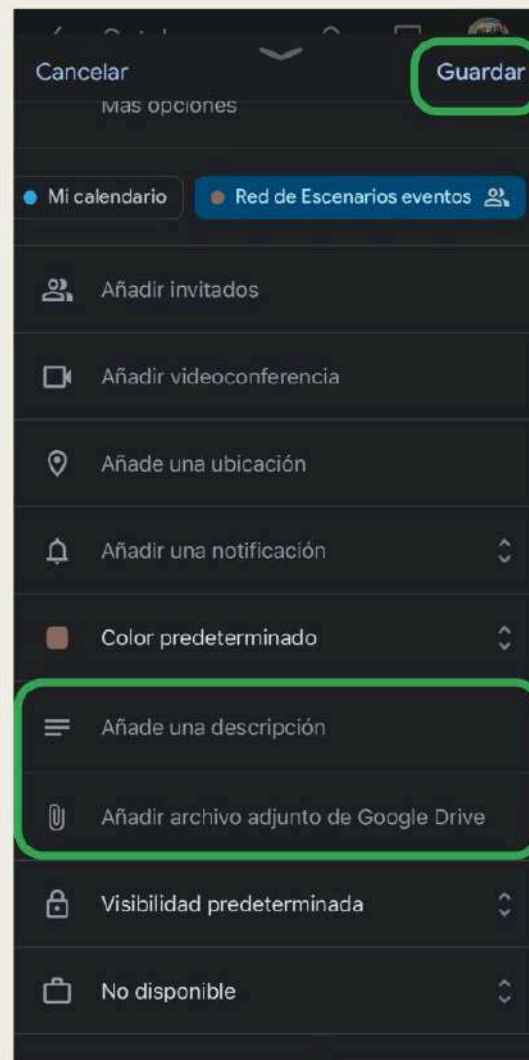 Cancelar
Guardar
Más opciones
Mi calendario
Red de Escenarios eventos
Añadir invitados
Añadir videoconferencia
Añade una ubicación
Añadir una notificación
Color predeterminado
Añade una descripción
Añadir archivo adjunto de Google Drive
Visibilidad predeterminada
No disponible